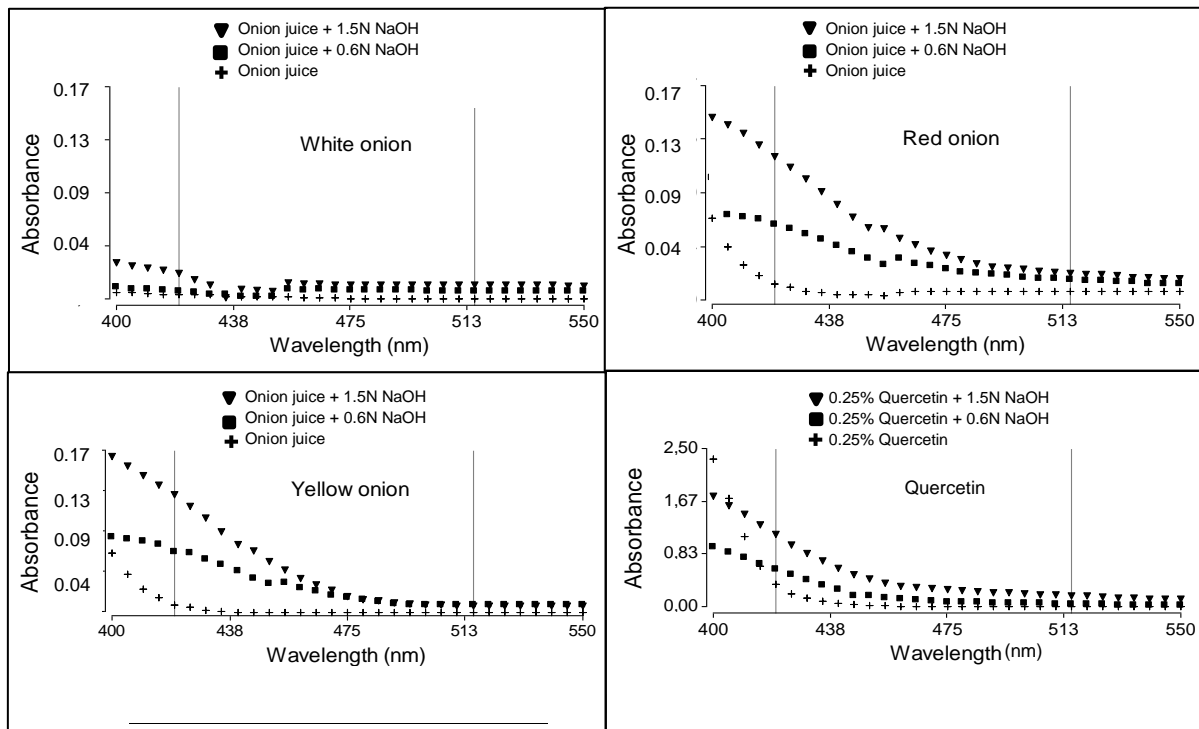 Onion juice + 1.5N NaOH
Onion juice + 0.6N NaOH
Onion juice
0.17
0.13
0.09
0.04
Absorbance
White onion
400 438 475 513 550
Wavelength (nm)
Onion juice + 1.5N NaOH
Onion juice + 0.6N NaOH
Onion juice
0.17
0.13
0.09
0.04
Absorbance
Red onion
400 438 475 513 550
Wavelength (nm)
Onion juice + 1.5N NaOH
Onion juice + 0.6N NaOH
Onion juice
0.17
0.13
0.09
0.04
Absorbance
Yellow onion
400 438 475 513 550
Wavelength (nm)
0.25% Quercetin + 1.5N NaOH
0.25% Quercetin + 0.6N NaOH
0.25% Quercetin
2,50
1.67
0.83
0.00
Absorbance
Quercetin
400 438 475 513 550
Wavelength (nm)